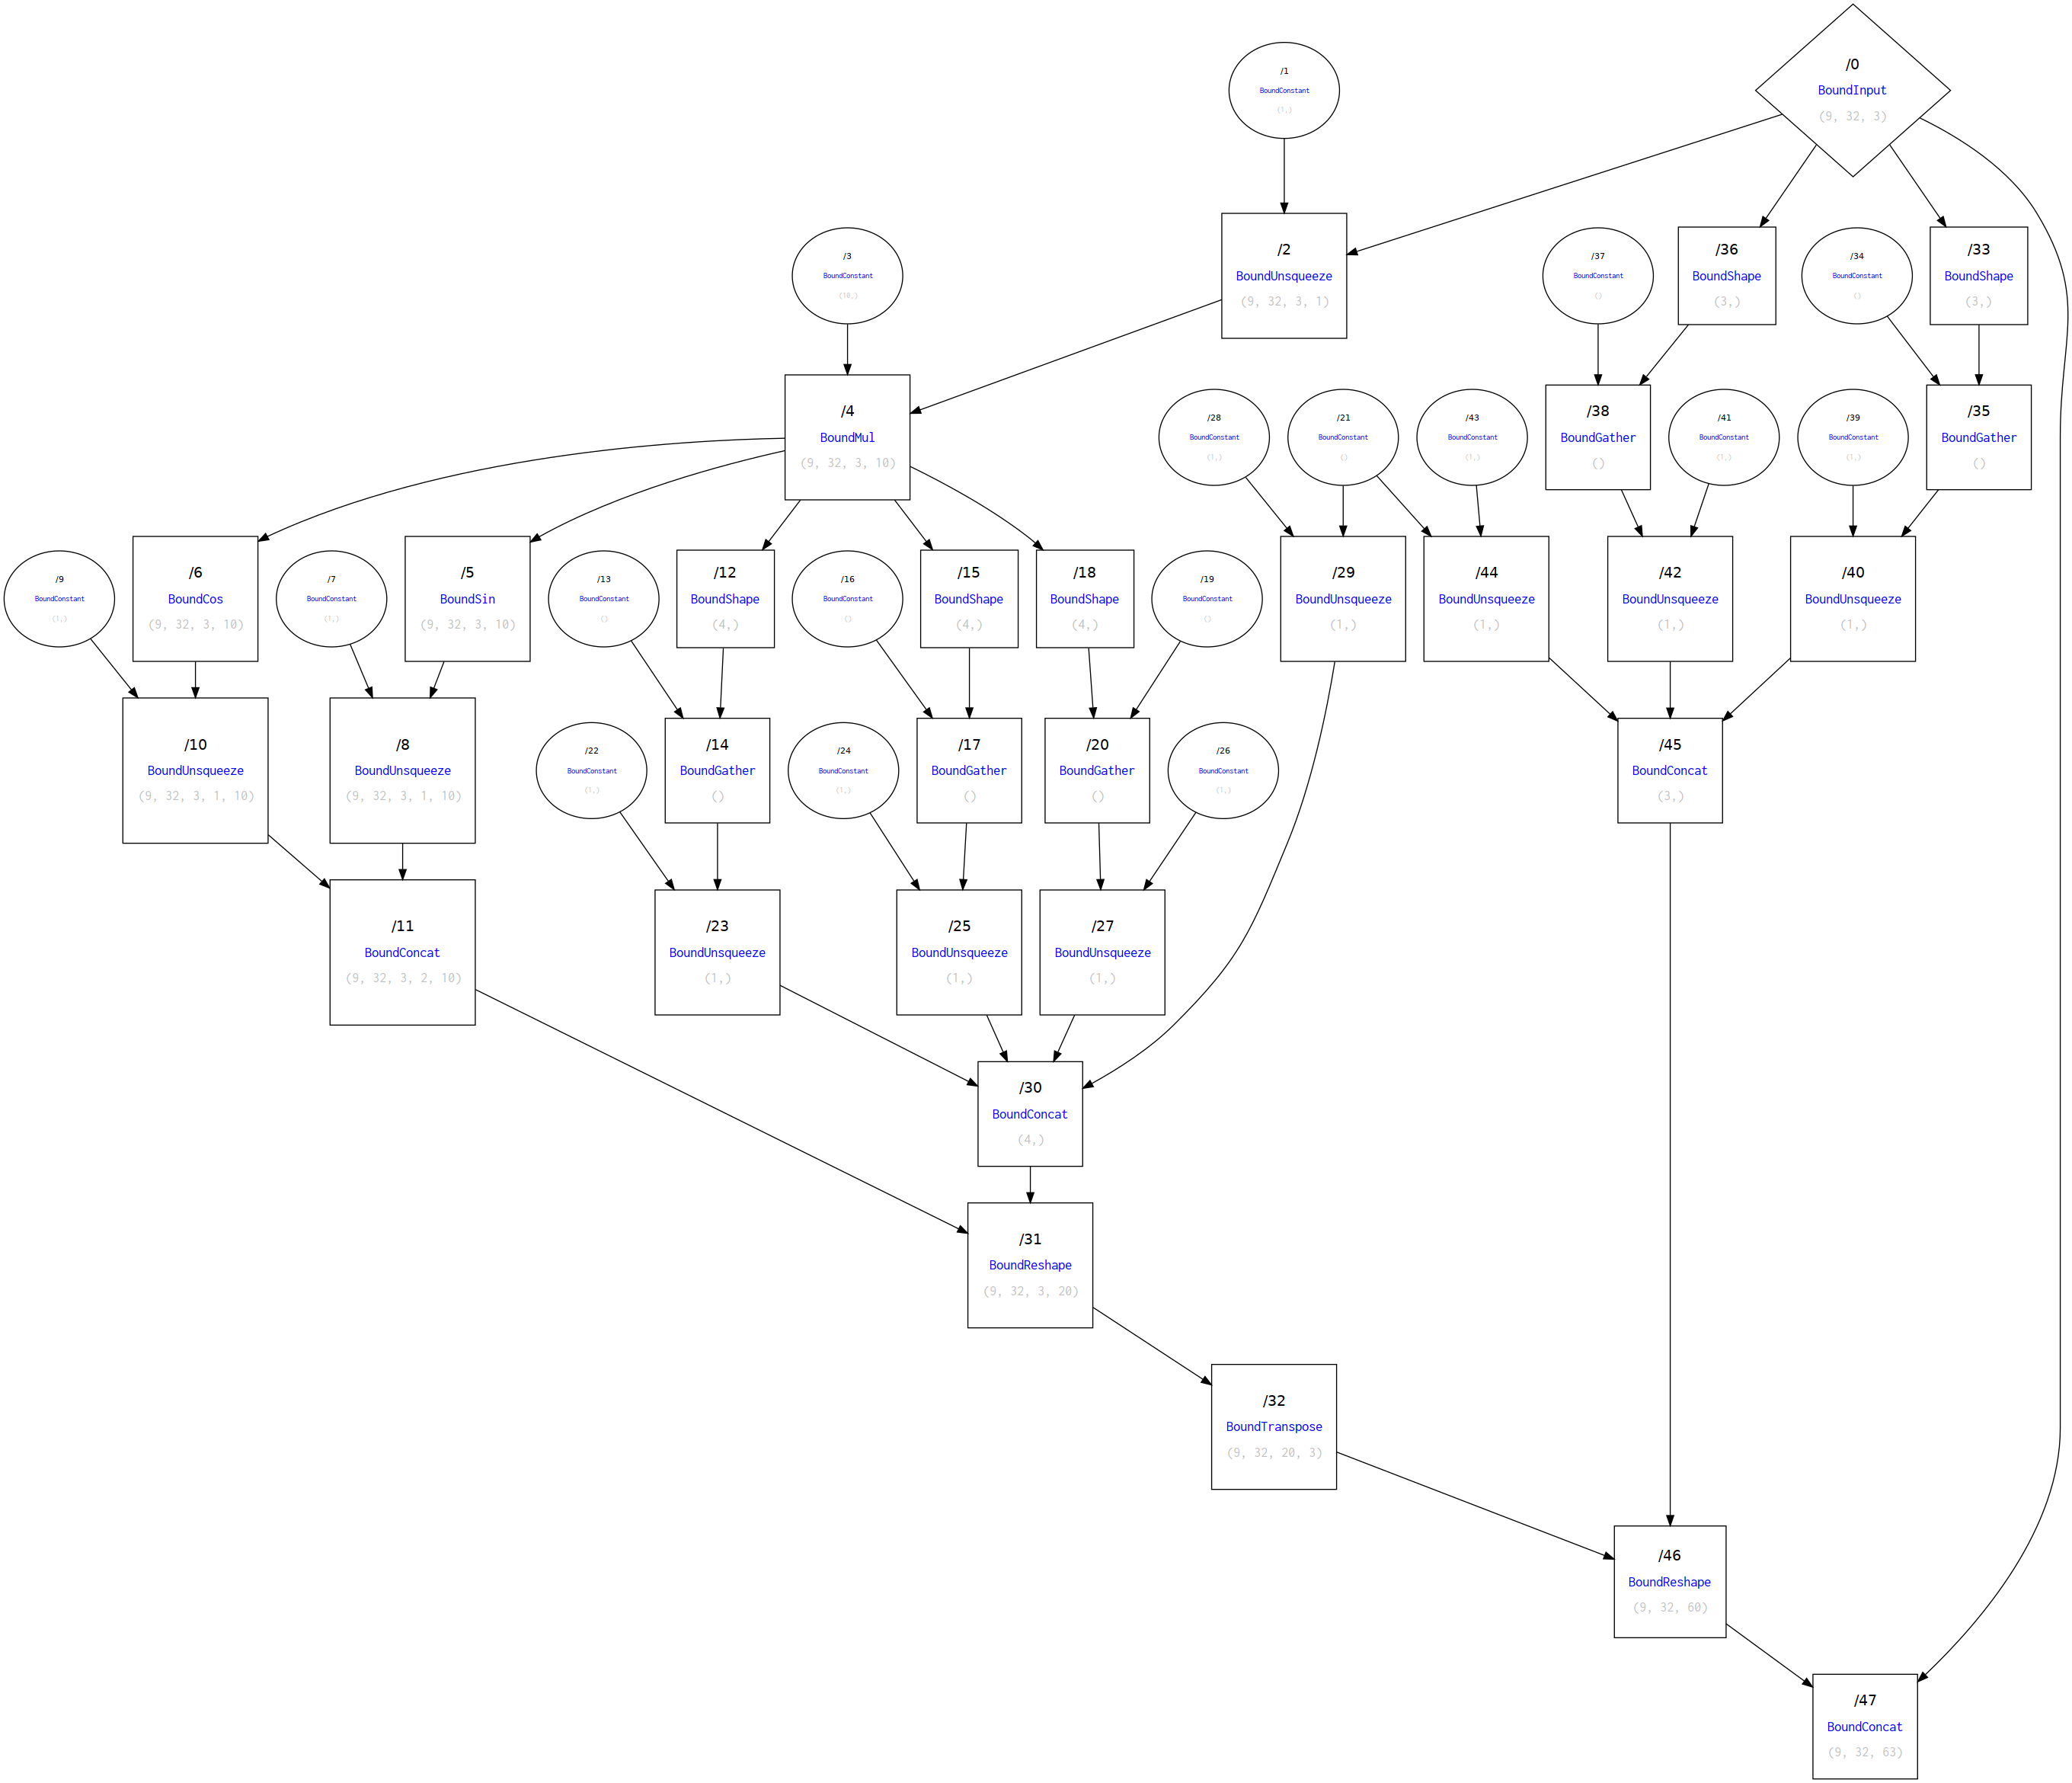 /0
BoundInput
(9, 32, 3)
/1
BoundConstant
(1,)
/2
BoundUnsqueeze
(9, 32, 3, 1)
/36
BoundShape
(3,)
/33
BoundShape
(3,)
/3
BoundConstant
(10,)
/37
BoundConstant
()
/34
BoundConstant
()
/4
BoundMul
(9, 32, 3, 10)
/28
BoundConstant
(1,)
/21
BoundConstant
()
/43
BoundConstant
(1,)
/38
BoundGather
()
/41
BoundConstant
(1,)
/39
BoundConstant
(1,)
/35
BoundGather
()
/9
BoundConstant
(1,)
/6
BoundCos
(9, 32, 3, 10)
/7
BoundConstant
(1,)
/5
BoundSin
(9, 32, 3, 10)
/13
BoundConstant
()
/12
BoundShape
(4,)
/16
BoundConstant
()
/15
BoundShape
(4,)
/18
BoundShape
(4,)
/19
BoundConstant
()
/29
BoundUnsqueeze
(1,)
/44
BoundUnsqueeze
(1,)
/42
BoundUnsqueeze
(1,)
/40
BoundUnsqueeze
(1,)
/10
BoundUnsqueeze
(9, 32, 3, 1, 10)
/8
BoundUnsqueeze
(9, 32, 3, 1, 10)
/22
BoundConstant
(1,)
/14
BoundGather
()
/24
BoundConstant
(1,)
/17
BoundGather
()
/20
BoundGather
()
/26
BoundConstant
(1,)
/45
BoundConcat
(3,)
/11
BoundConcat
(9, 32, 3, 2, 10)
/23
BoundUnsqueeze
(1,)
/25
BoundUnsqueeze
(1,)
/27
BoundUnsqueeze
(1,)
/30
BoundConcat
(4,)
/31
BoundReshape
(9, 32, 3, 20)
/32
BoundTranspose
(9, 32, 20, 3)
/46
BoundReshape
(9, 32, 60)
/47
BoundConcat
(9, 32, 63)